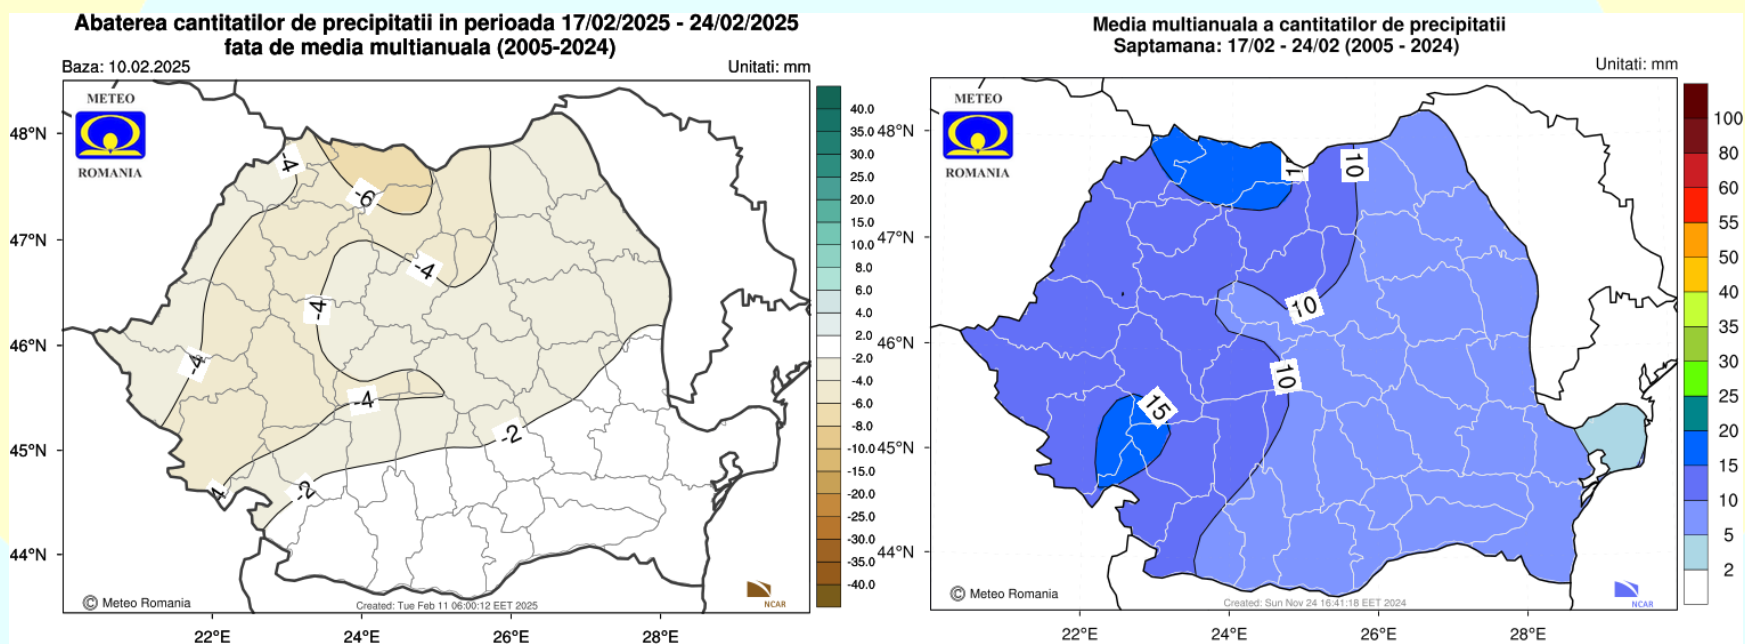 Abaterea cantitatilor de precipitatii in perioada 17/02/2025 - 24/02/2025
fata de media multianuala (2005-2024)
Baza: 10.02.2025
Unitati: mm
METEO
ROMANIA
48°N
47°N
46°N
45°N
44°N
22°E
24°E
26°E
28°E
-4
-6
-4
-4
-4
-4
-2
-2
4
40.0
35.0
30.0
25.0
20.0
15.0
10.0
8.0
6.0
4.0
2.0
-2.0
-4.0
-6.0
-8.0
-10.0
-15.0
-20.0
-25.0
-30.0
-35.0
-40.0
© Meteo Romania
Created: Tue Feb 11 06:00:12 EET 2025
NCAR
Media multianuala a cantitatilor de precipitatii
Saptamana: 17/02 - 24/02 (2005 - 2024)
Unitati: mm
METEO
ROMANIA
48°N
47°N
46°N
45°N
44°N
22°E
24°E
26°E
28°E
10
10
10
15
100
80
60
55
50
40
35
30
25
20
15
10
5
2
© Meteo Romania
Created: Sun Nov 24 16:41:18 EET 2024
NCAR